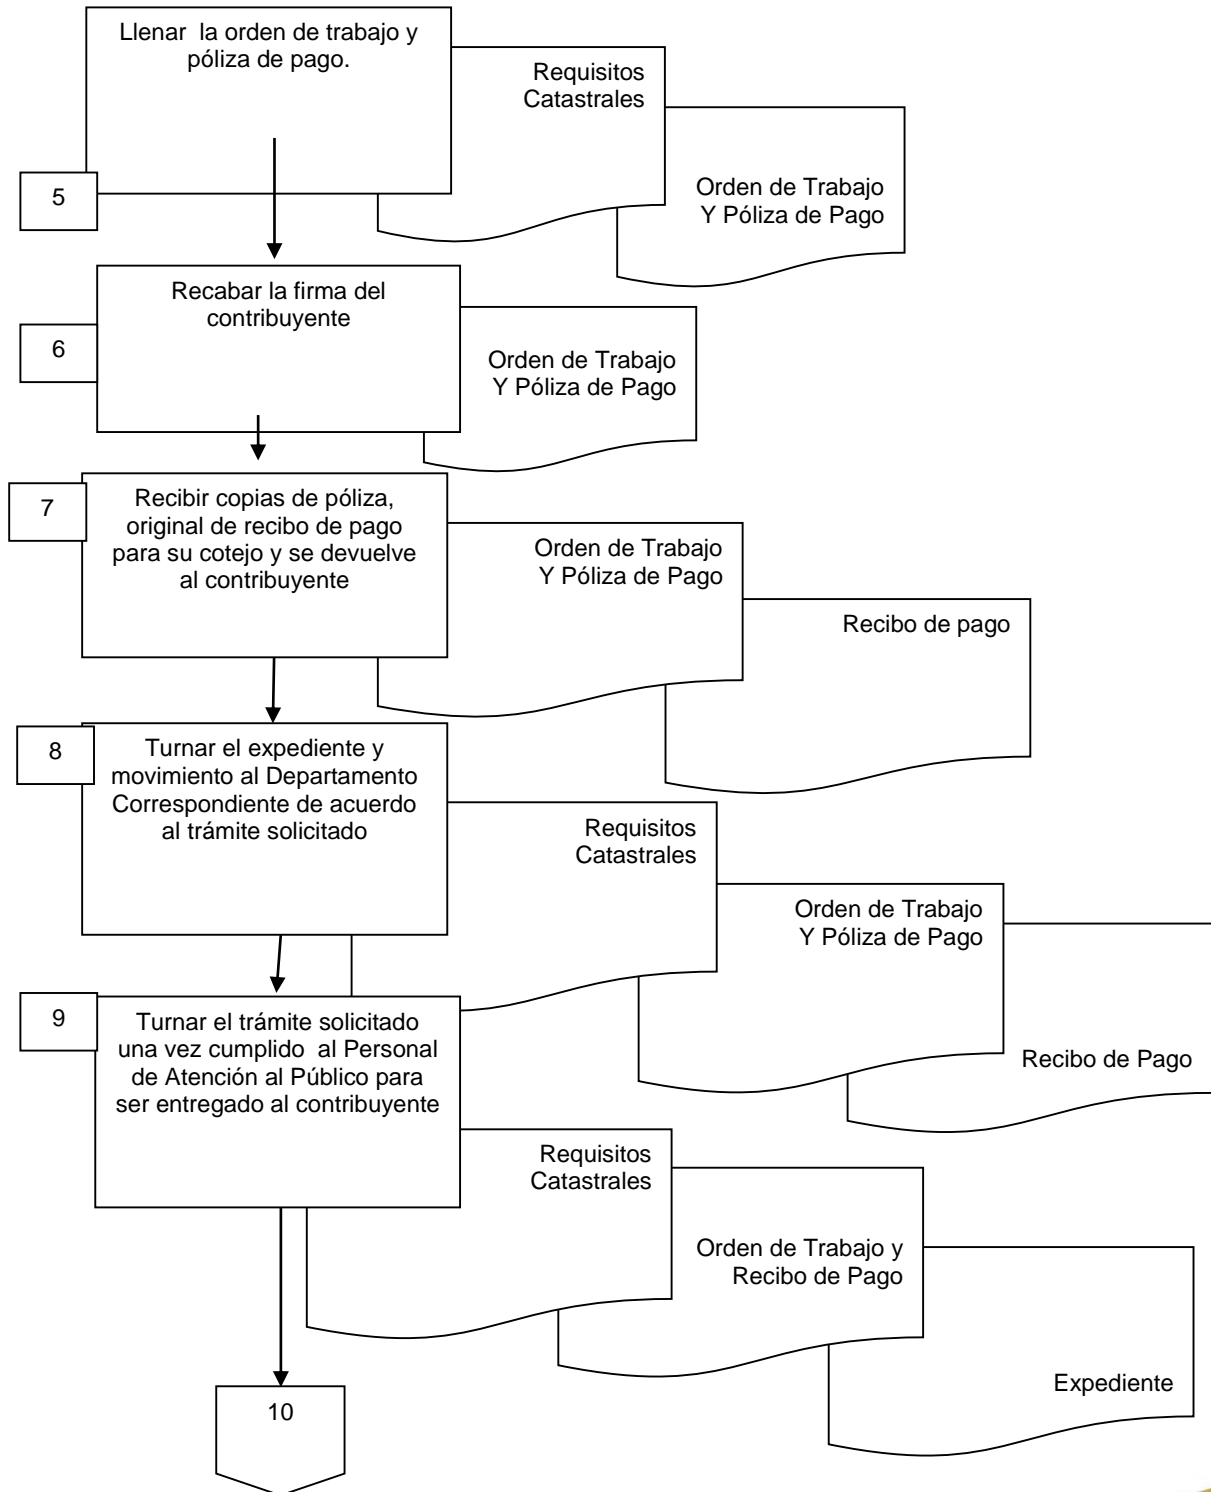 Llenar la orden de trabajo y
póliza de pago.
Requisitos
Catastrales
Orden de Trabajo
Y Póliza de Pago
5
Recabar la firma del
contribuyente
6
Orden de Trabajo
Y Póliza de Pago
7
Recibir copias de póliza,
original de recibo de pago
para su cotejo y se devuelve
al contribuyente
Orden de Trabajo
Y Póliza de Pago
Recibo de pago
8
Turnar el expediente y
movimiento al Departamento
Correspondiente de acuerdo
al trámite solicitado
Requisitos
Catastrales
Orden de Trabajo
Y Póliza de Pago
Recibo de Pago
9
Turnar el trámite solicitado
una vez cumplido al Personal
de Atención al Público para
ser entregado al contribuyente
Requisitos
Catastrales
Orden de Trabajo y
Recibo de Pago
Expediente
10